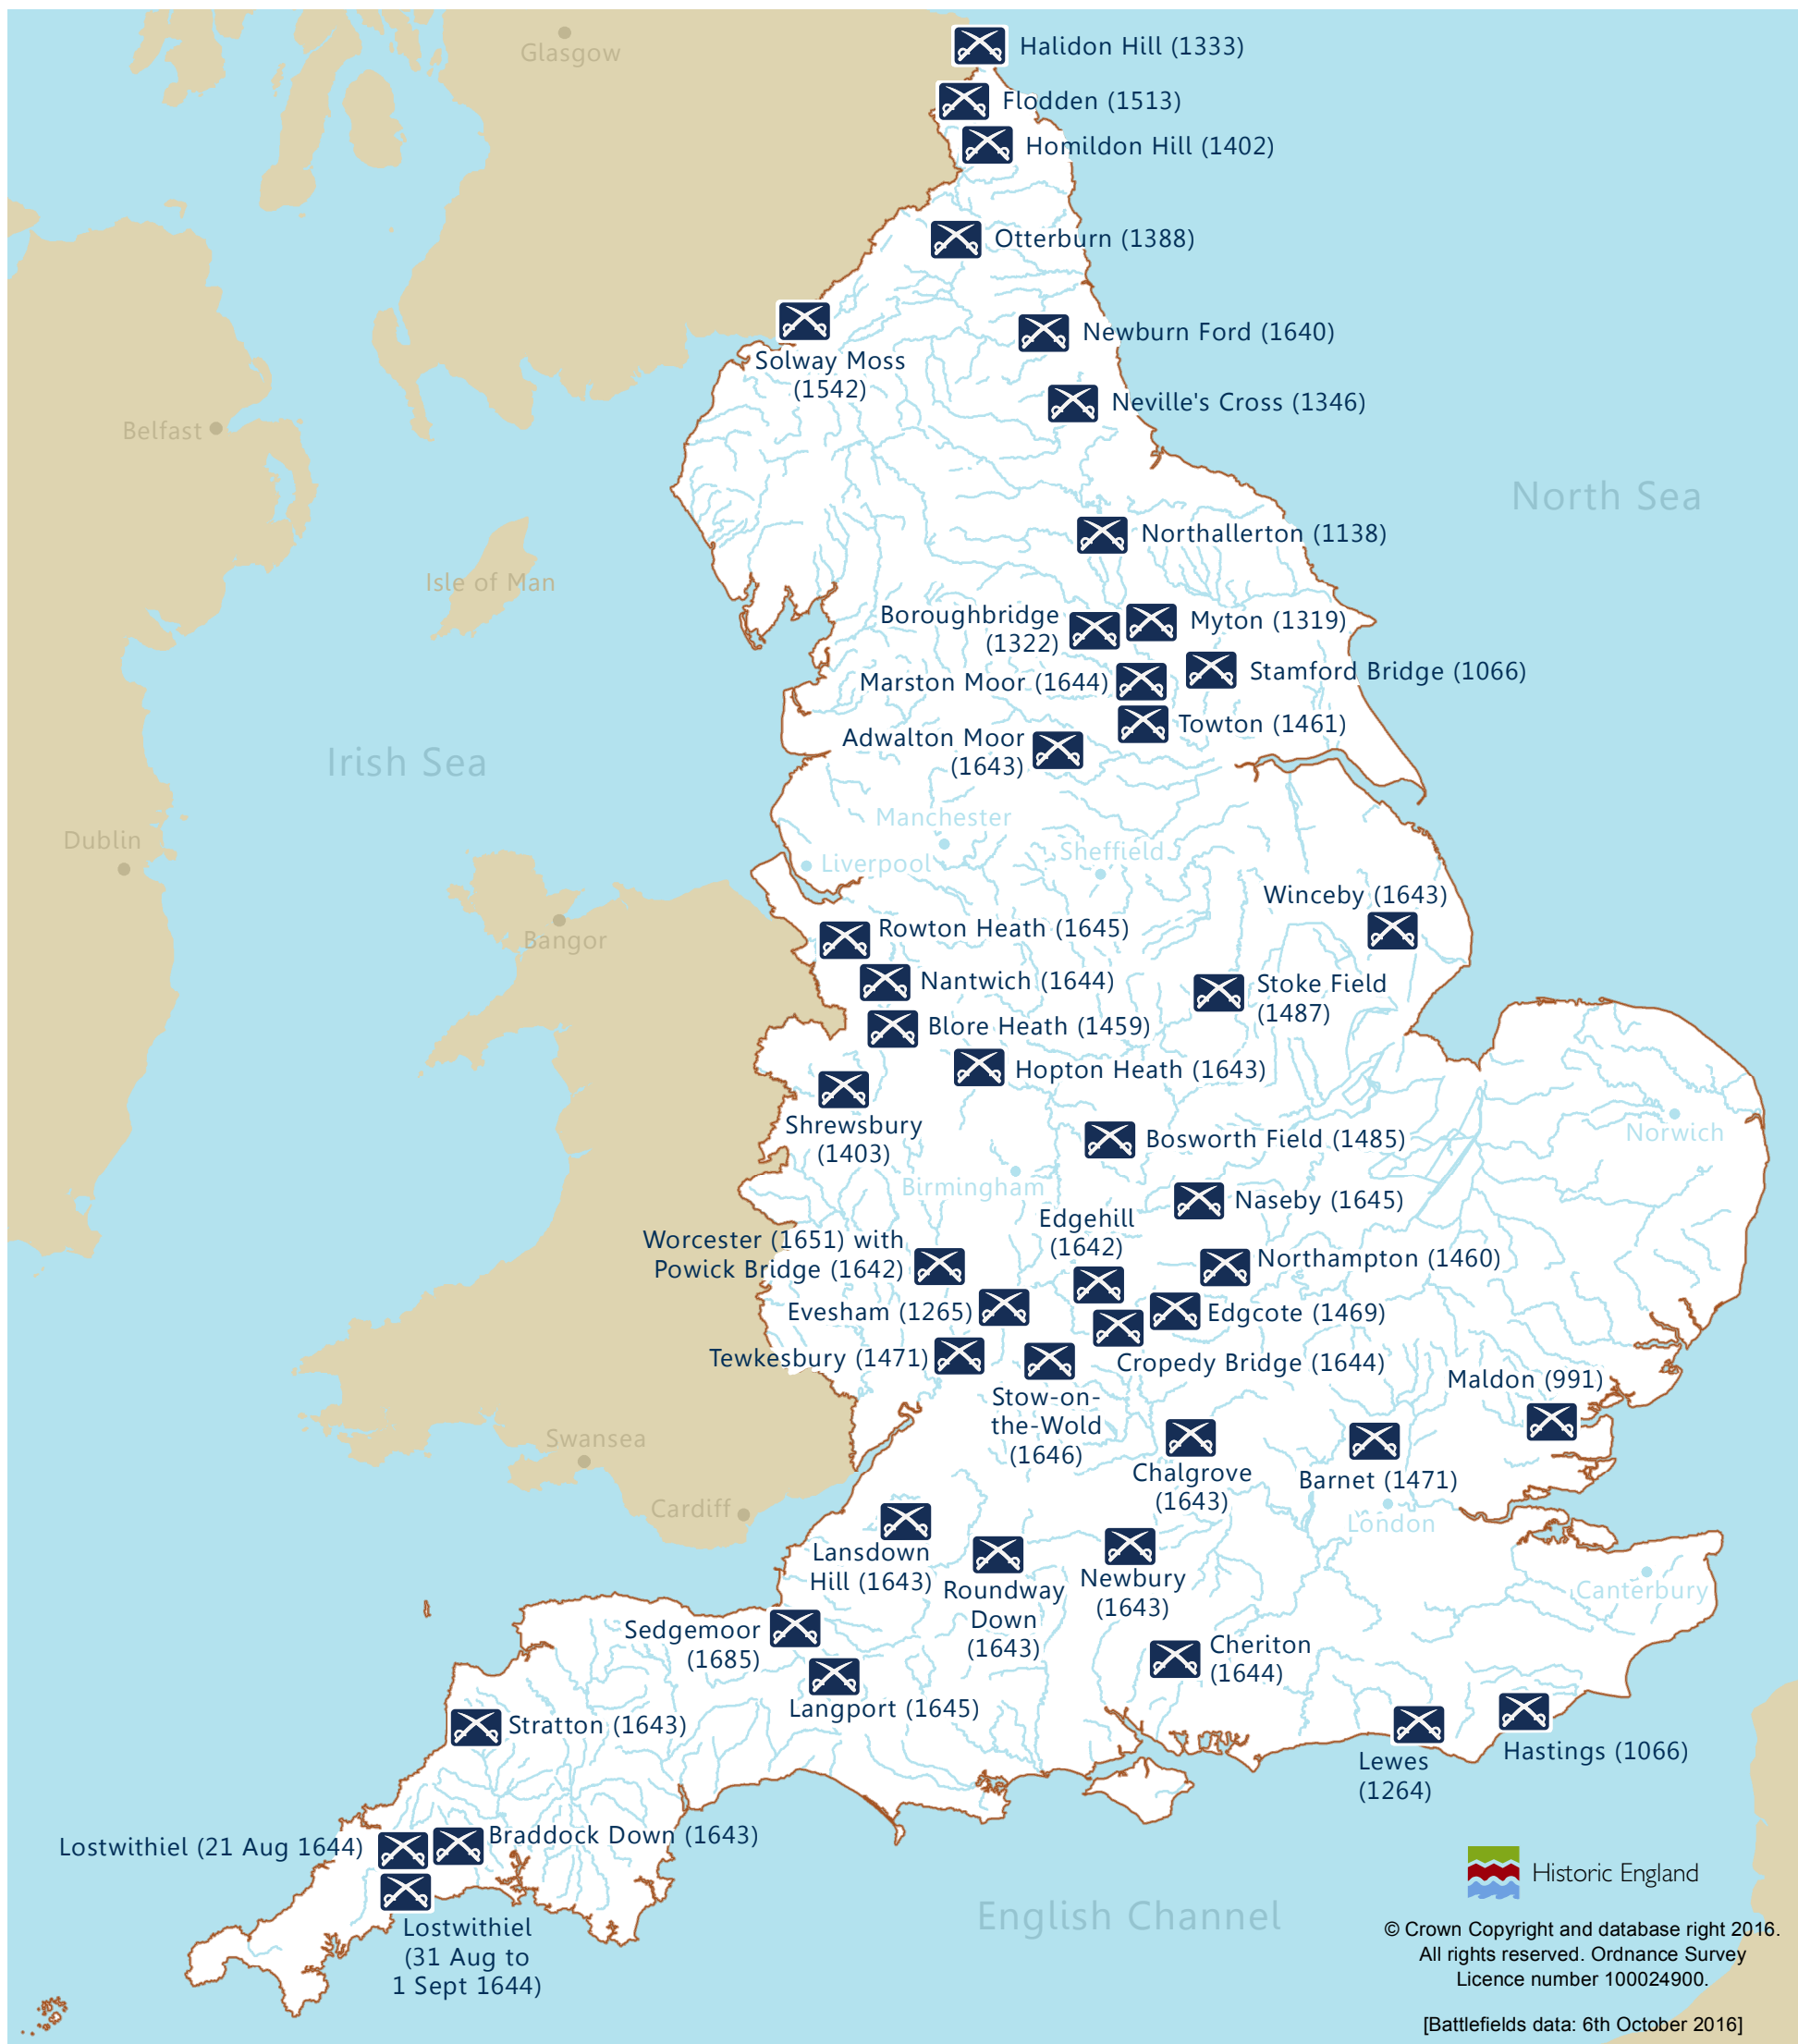 Glasgow
Halidon Hill (1333)
Flodden (1513)
Homildon Hill (1402)
Otterburn (1388)
Solway Moss
(1542)
Newburn Ford (1640)
Neville's Cross (1346)
Belfast
North Sea
Northallerton (1138)
Isle of Man
Boroughbridge
(1322)
Myton (1319)
Stamford Bridge (1066)
Marston Moor (1644)
Towton (1461)
Adwalton Moor
(1643)
Irish Sea
Manchester
Dublin
Liverpool
Sheffield
Winceby (1643)
Bangor
Rowton Heath (1645)
Nantwich (1644)
Stoke Field
(1487)
Blore Heath (1459)
Hopton Heath (1643)
Shrewsbury
(1403)
Bosworth Field (1485)
Norwich
Birmingham
Naseby (1645)
Edgehill
(1642)
Worcester (1651) with
Powick Bridge (1642)
Northampton (1460)
Evesham (1265)
Edgcote (1469)
Tewkesbury (1471)
Cropedy Bridge (1644)
Maldon (991)
Stow-on-
the-Wold
(1646)
Swansea
Chalgrove
(1643)
Barnet (1471)
Cardiff
London
Lansdown
Hill (1643)
Roundway
Down
(1643)
Newbury
(1643)
Canterbury
Sedgemoor
(1685)
Cheriton
(1644)
Langport (1645)
Stratton (1643)
Lewes
(1264)
Hastings (1066)
Lostwithiel (21 Aug 1644)
Braddock Down (1643)
Lostwithiel
(31 Aug to
1 Sept 1644)
English Channel
Historic England
© Crown Copyright and database right 2016.
All rights reserved. Ordnance Survey
Licence number 100024900.
[Battlefields data: 6th October 2016]